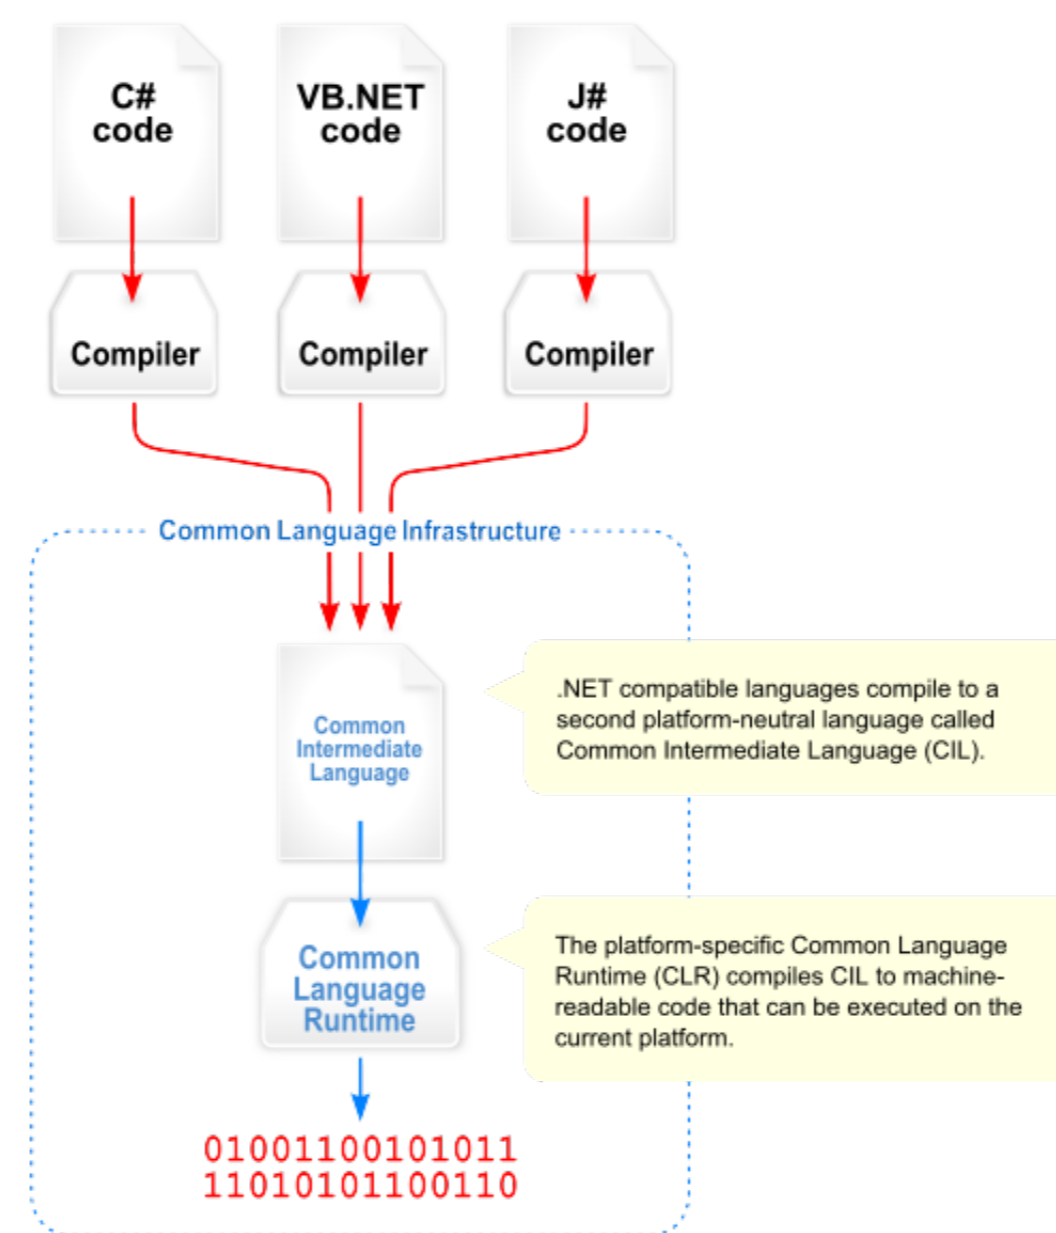 C#
code
VB.NET
code
J#
code
Compiler
Compiler
Compiler
Common Language Infrastructure
Common
Intermediate
Language
.NET compatible languages compile to a
second platform-neutral language called
Common Intermediate Language (CIL).
Common
Language
Runtime
The platform-specific Common Language
Runtime (CLR) compiles CIL to machine-
readable code that can be executed on the
current platform.
01001100101011
11010101100110